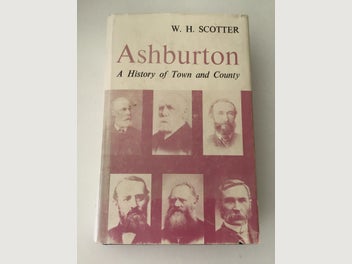 W. H. SCOTTER
Ashburton
A History of Town and County